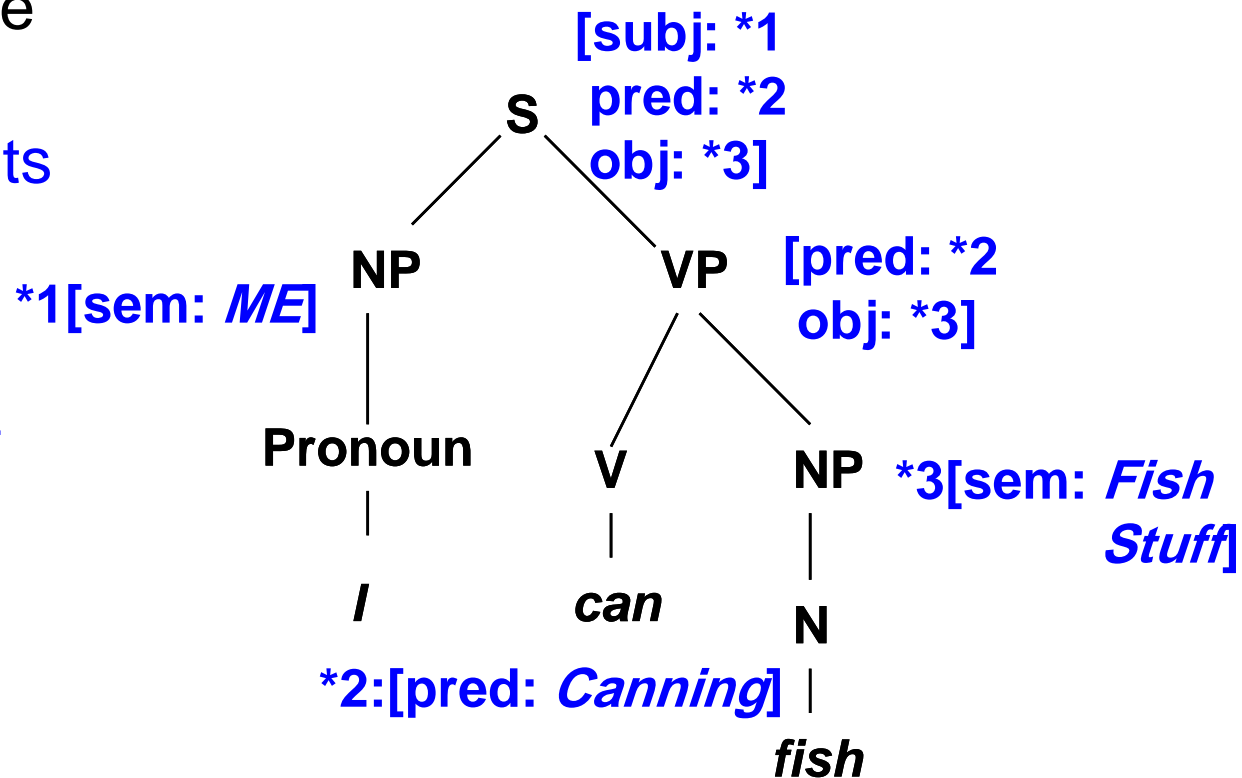 e
[subj: *1
pred: *2
obj: *3]
S
ts
NP
VP
[pred: *2
obj: *3]
*1[sem: ME]
Pronoun
V
NP
*3[sem: Fish
Stuff]
I
can
N
*2:[pred: Canning]
fish